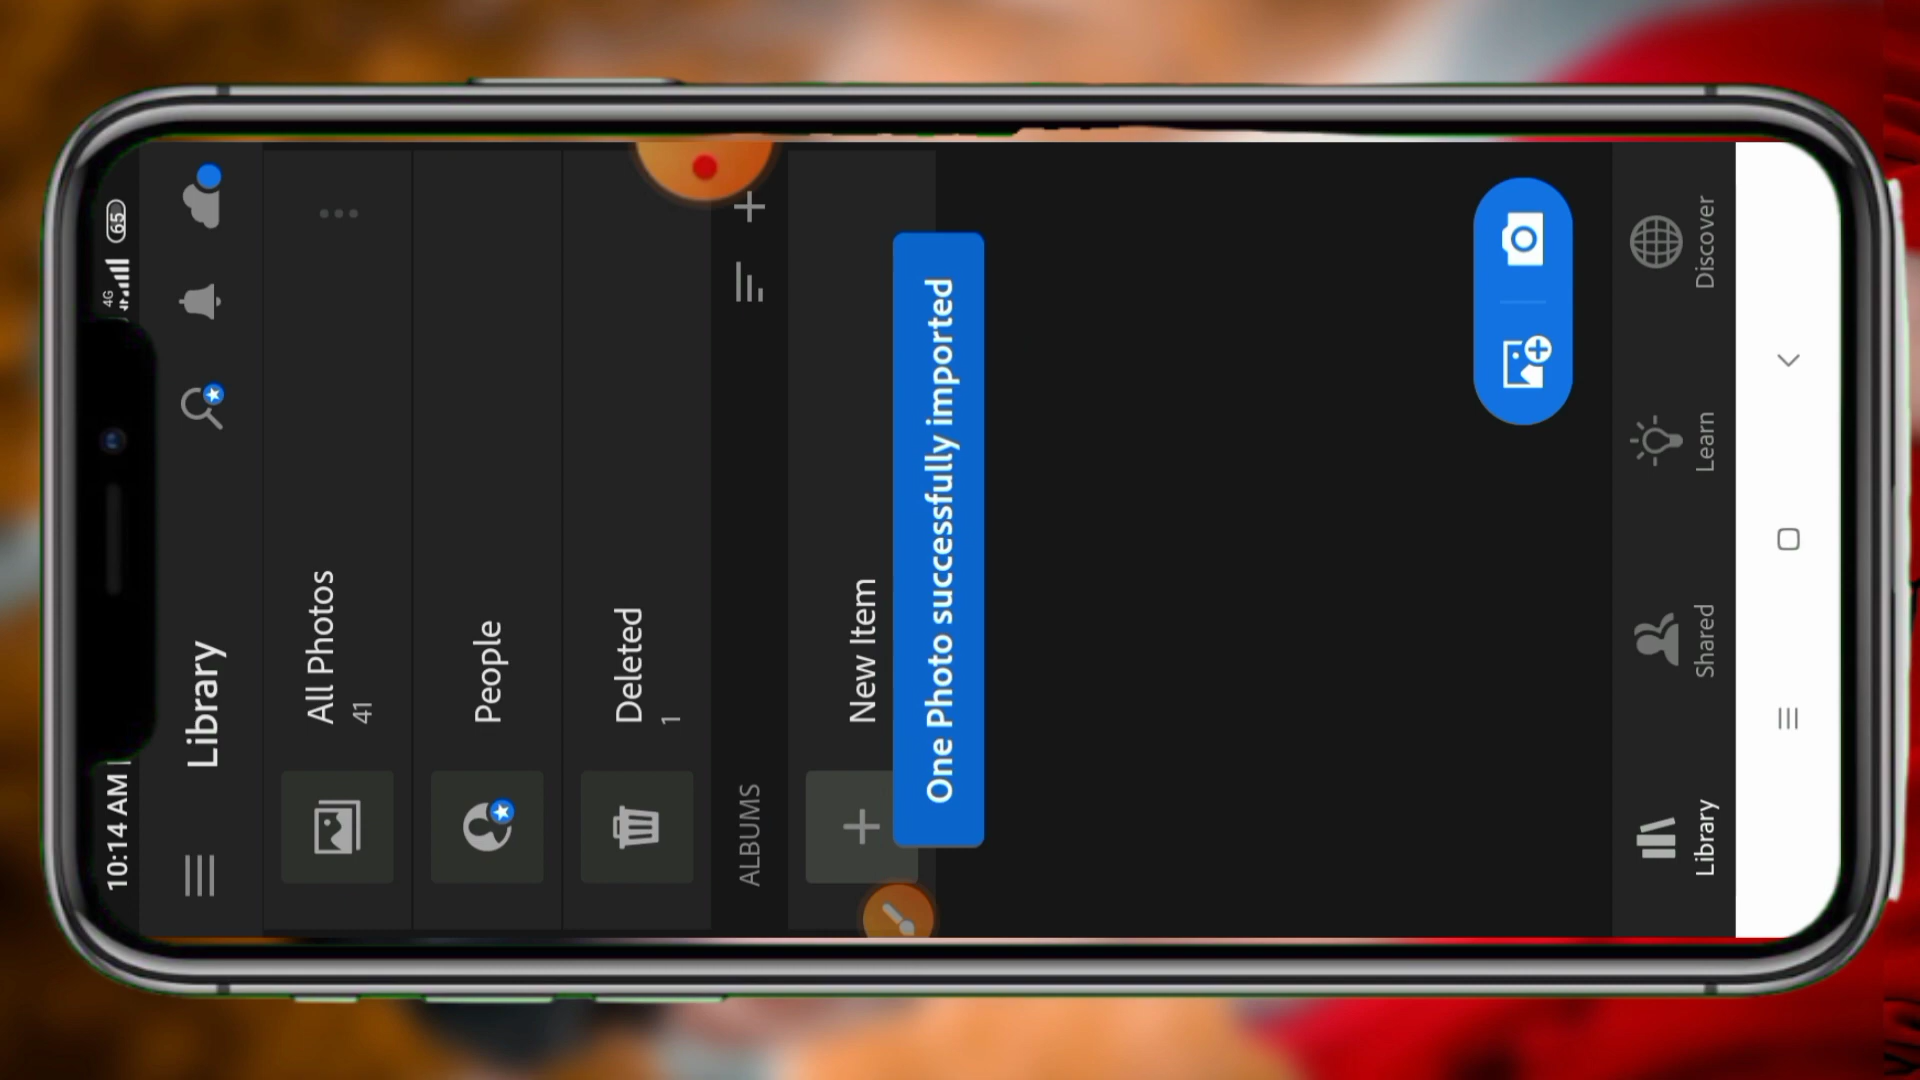 10:14 AM
4G
65
Library
All Photos
41
People
Deleted
1
ALBUMS
New Item
One Photo successfully imported
Library
Shared
Learn
Discover